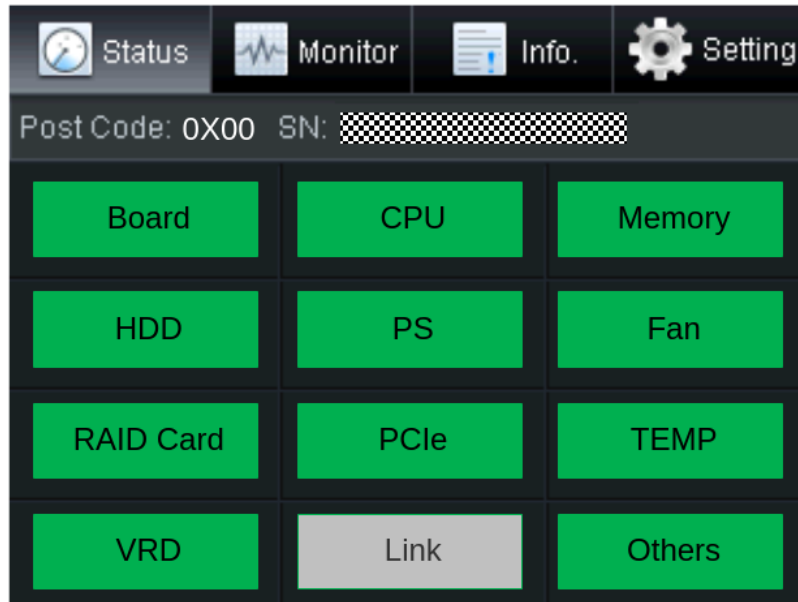 Status Monitor Info. Setting
Post Code: 0X00 SN:
Board CPU Memory
HDD PS Fan
RAID Card PCIe TEMP
VRD Link Others